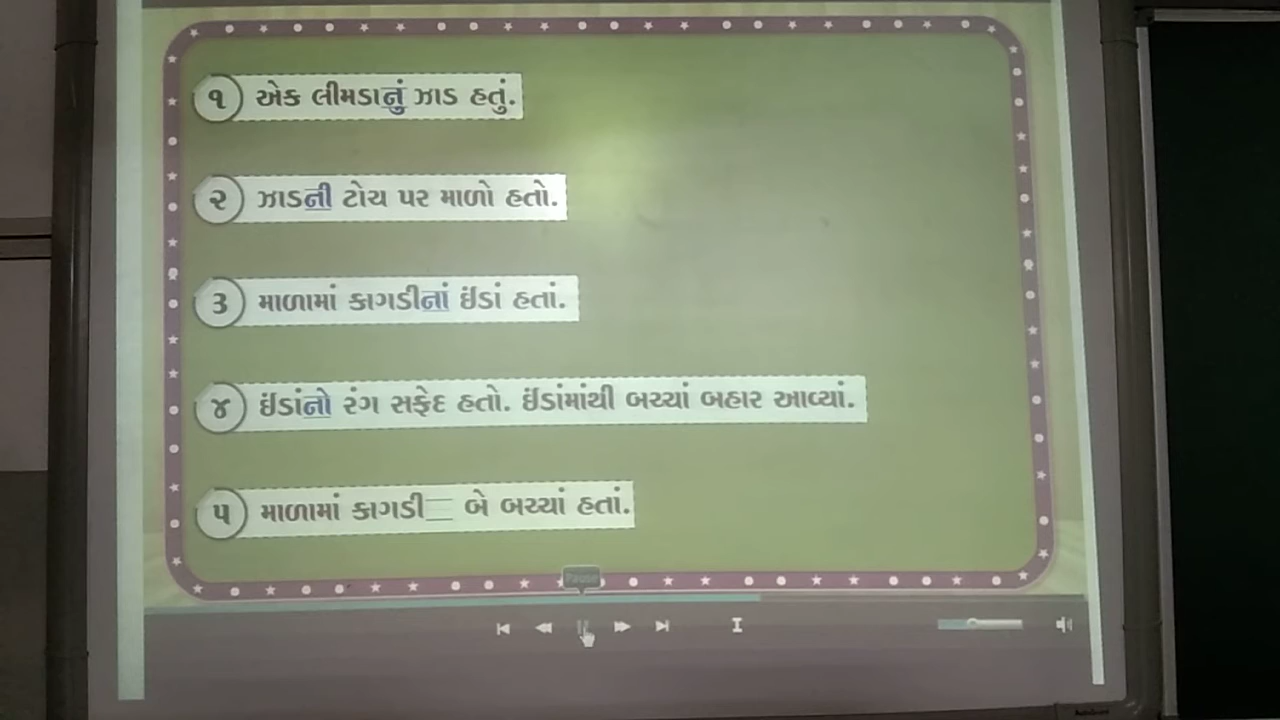 ૧ એક લીમડાનું ઝાડ હતું.
૨ ઝાડની ટોચ પર માળો હતો.
૩ માળામાં કાગડીનાં ઈંડાં હતાં.
૪ ઈંડાંનો રંગ સફેદ હતો. ઈંડાંમાંથી બચ્ચાં બહાર આવ્યાં.
૫ માળામાં કાગડી__ બે બચ્ચાં હતાં.
Pause